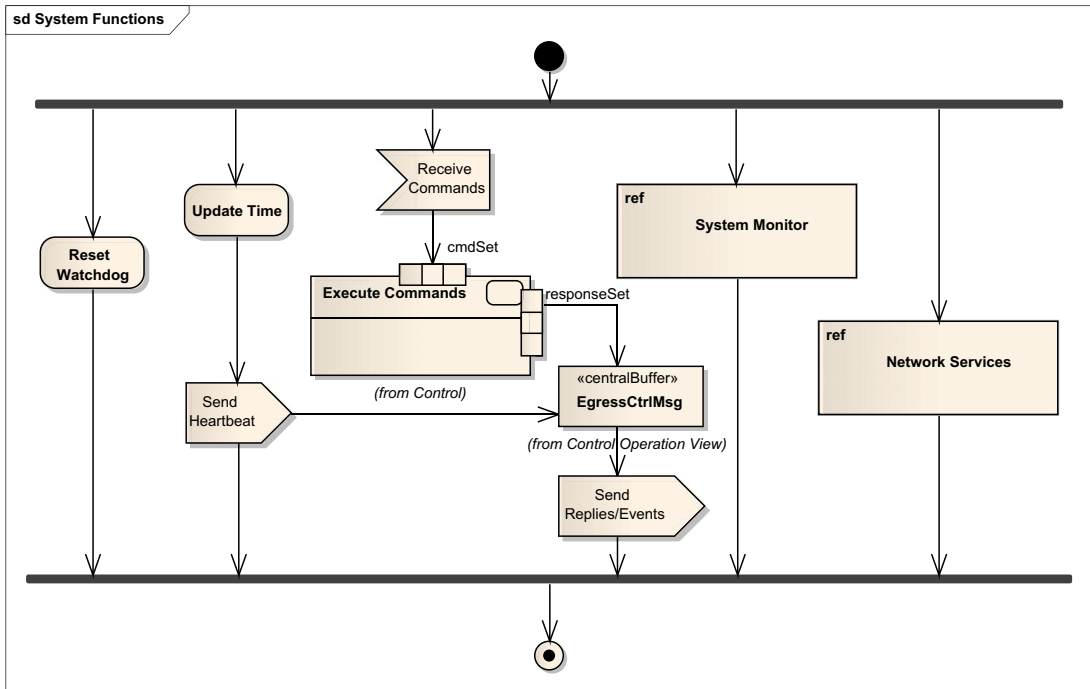 sd System Functions
Receive
Commands
Update Time
ref
System Monitor
Reset
Watchdog
cmdSet
Execute Commands
responseSet
ref
Network Services
(from Control)
«centralBuffer»
EgressCtrlMsg
Send
Heartbeat
(from Control Operation View)
Send
Replies/Events